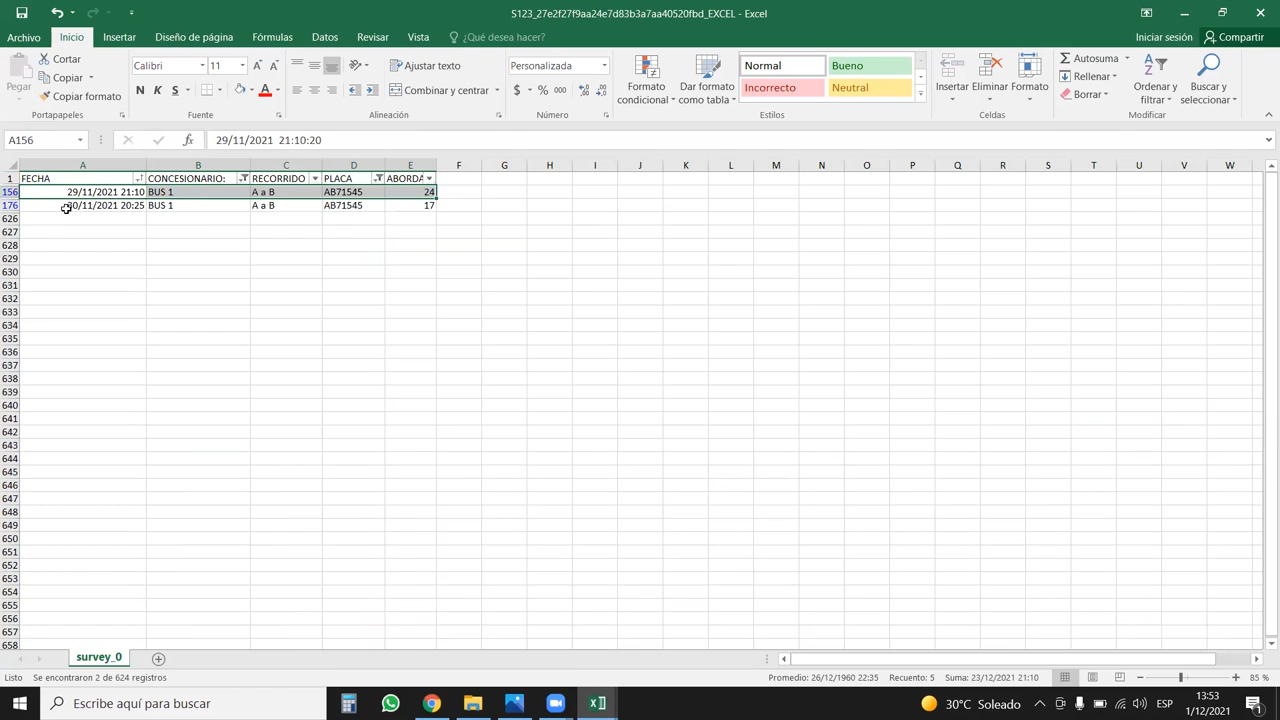 S123_27e2f27f9aa24e7d83b3a7aa40520fbd_EXCEL - Excel
Archivo Inicio Insertar Diseño de página Fórmulas Datos Revisar Vista ¿Qué desea hacer? Iniciar sesión Compartir
Pegar Cortar Copiar Copiar formato
Calibri 11 N K S A
Ajustar texto Combinar y centrar
Personalizada $ % 000
Formato condicional Dar formato como tabla
Normal Bueno
Incorrecto Neutral
Insertar Eliminar Formato
Autosuma Rellenar Borrar
Ordenar y filtrar Buscar y seleccionar
Portapapeles Fuente Alineación Número Estilos Celdas Modificar
A156 fx 29/11/2021 21:10:20
A B C D E F G H I J K L M N O P Q R S T U V W
1 FECHA CONCESIONARIO: RECORRIDO PLACA ABORDA
156 29/11/2021 21:10 BUS 1 A a B AB71545 24
176 30/11/2021 20:25 BUS 1 A a B AB71545 17
626
627
628
629
630
631
632
633
634
635
636
637
638
639
640
641
642
643
644
645
646
647
648
649
650
651
652
653
654
655
656
657
658
survey_0
Listo Se encontraron 2 de 624 registros Promedio: 26/12/1960 22:35 Recuento: 5 Suma: 23/12/2021 21:10 85 %
Escribe aquí para buscar 30°C Soleado ESP 13:53
1/12/2021